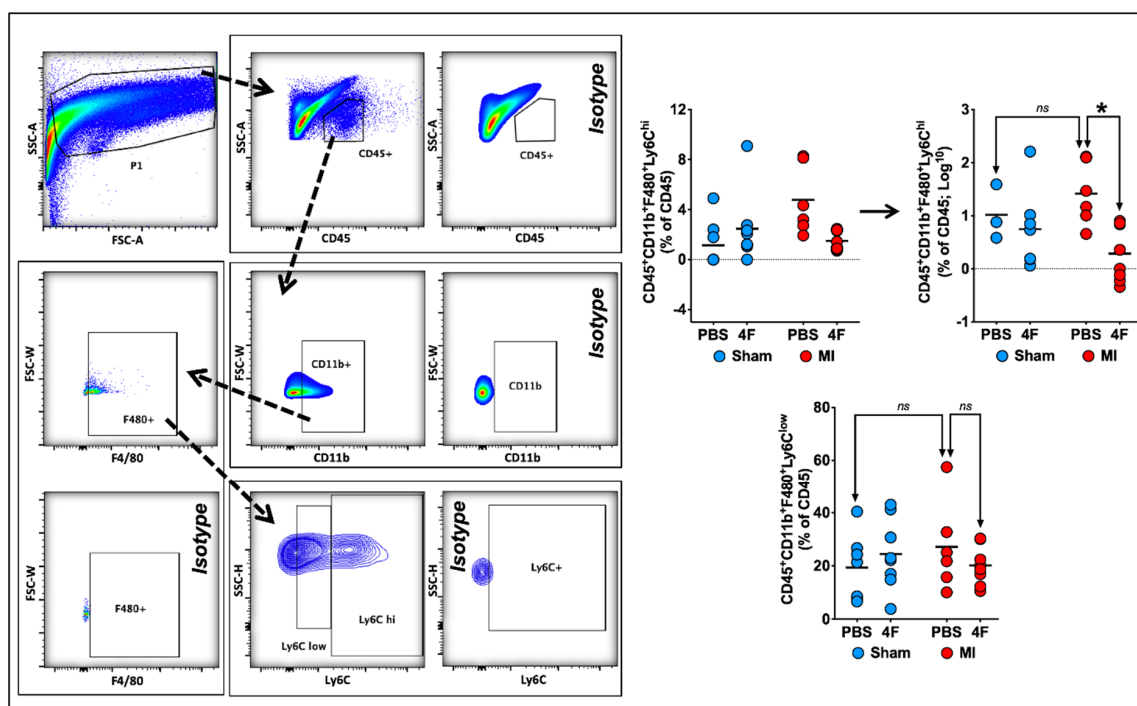 SSC-A
P1
FSC-A
SSC-A
CD45+
CD45
SSC-A
Isotype
CD45+
CD45
FSC-W
F480+
F4/80
FSC-W
CD11b+
CD11b
FSC-W
Isotype
CD11b
CD11b
FSC-W
Isotype
F480+
F4/80
SSC-H
Ly6C low
Ly6C hi
Ly6C
SSC-H
Isotype
Ly6C+
Ly6C
CD45⁺CD11b⁺F480⁺Ly6Cʰⁱ
(% of CD45)
12
8
4
0
-4
PBS 4F PBS 4F
Sham MI
CD45⁺CD11b⁺F480⁺Ly6Cʰⁱ
(% of CD45; Log¹⁰)
3
2
1
0
-1
ns *
PBS 4F PBS 4F
Sham MI
CD45⁺CD11b⁺F480⁺Ly6Cˡᵒʷ
(% of CD45)
80
60
40
20
0
ns ns
PBS 4F PBS 4F
Sham MI